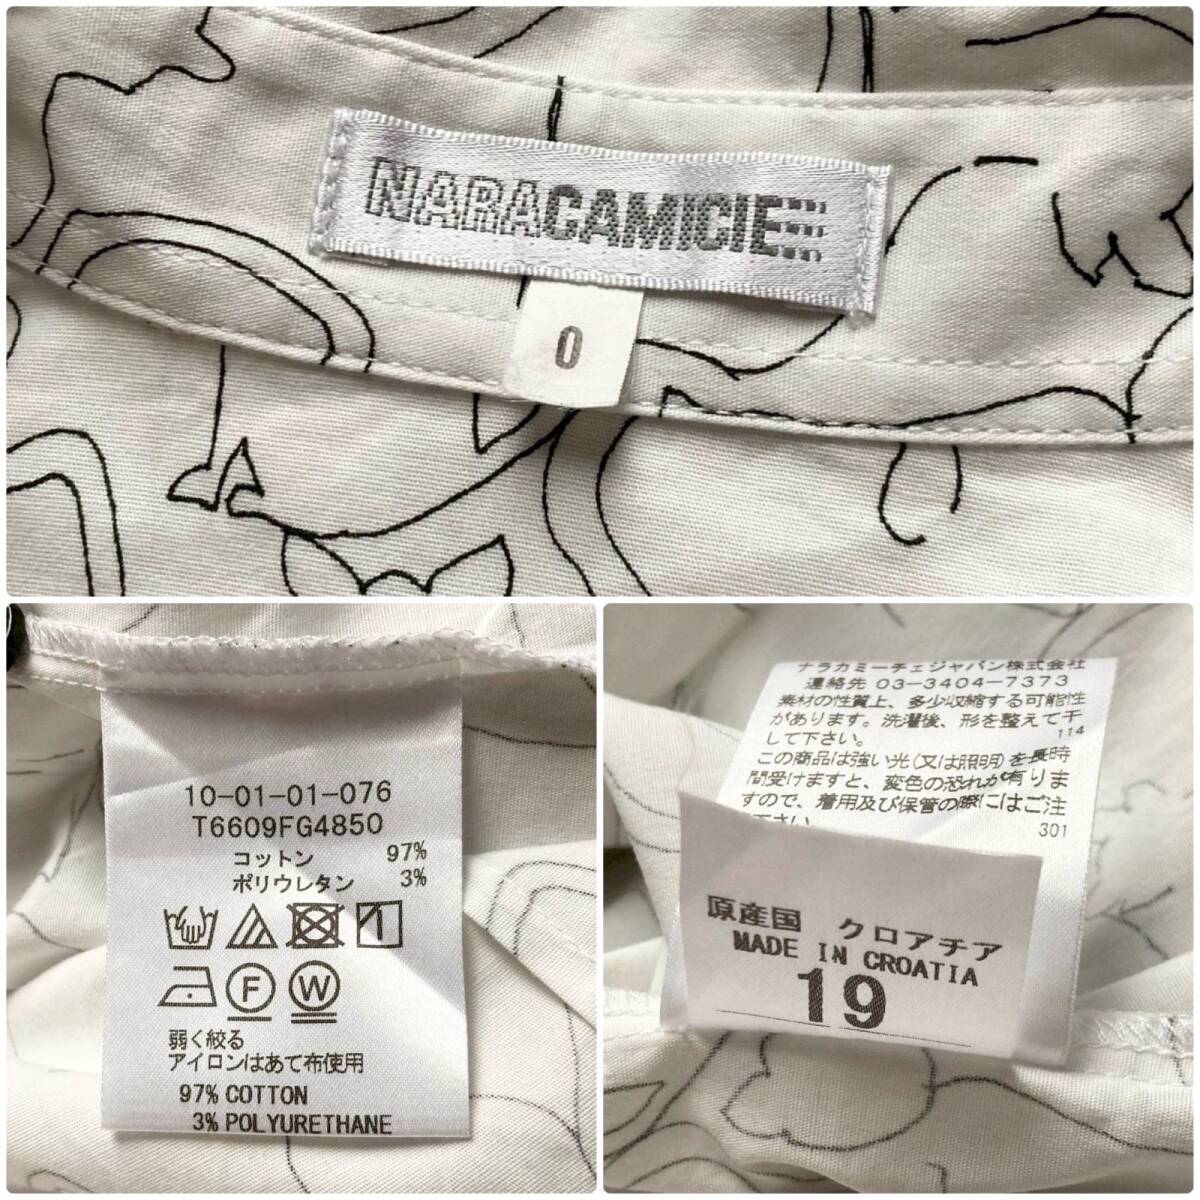 NARACAMICIE
0
10-01-01-076
T6609FG4850
コットン 97%
ポリウレタン 3%
F W
弱く絞る
アイロンはあて布使用
97% COTTON
3% POLYURETHANE
ナラカミーチェジャパン株式会社
連絡先 03-3404-7373
素材の性質上、多少収縮する可能性
があります。洗濯後、形を整えて干
して下さい。
114
この商品は強い光(又は照明)を長時
間受けますと、変色の恐れが有りま
すので、着用及び保管の際にはご注
下さい。
301
原産国 クロアチア
MADE IN CROATIA
19